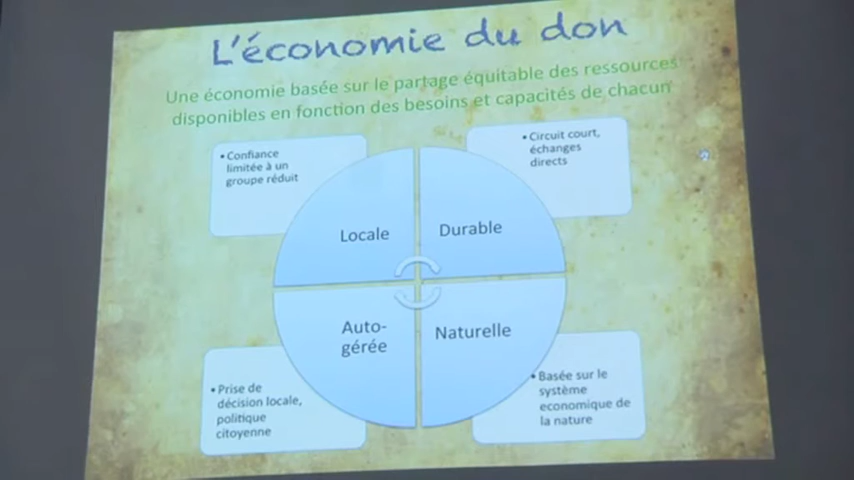 L'économie du don
Une économie basée sur le partage équitable des ressources
disponibles en fonction des besoins et capacités de chacun
• Confiance
limitée à un
groupe réduit
• Circuit court,
échanges
directs
Locale
Durable
Auto-
gérée
Naturelle
• Prise de
décision locale,
politique
citoyenne
• Basée sur le
système
economique de
la nature